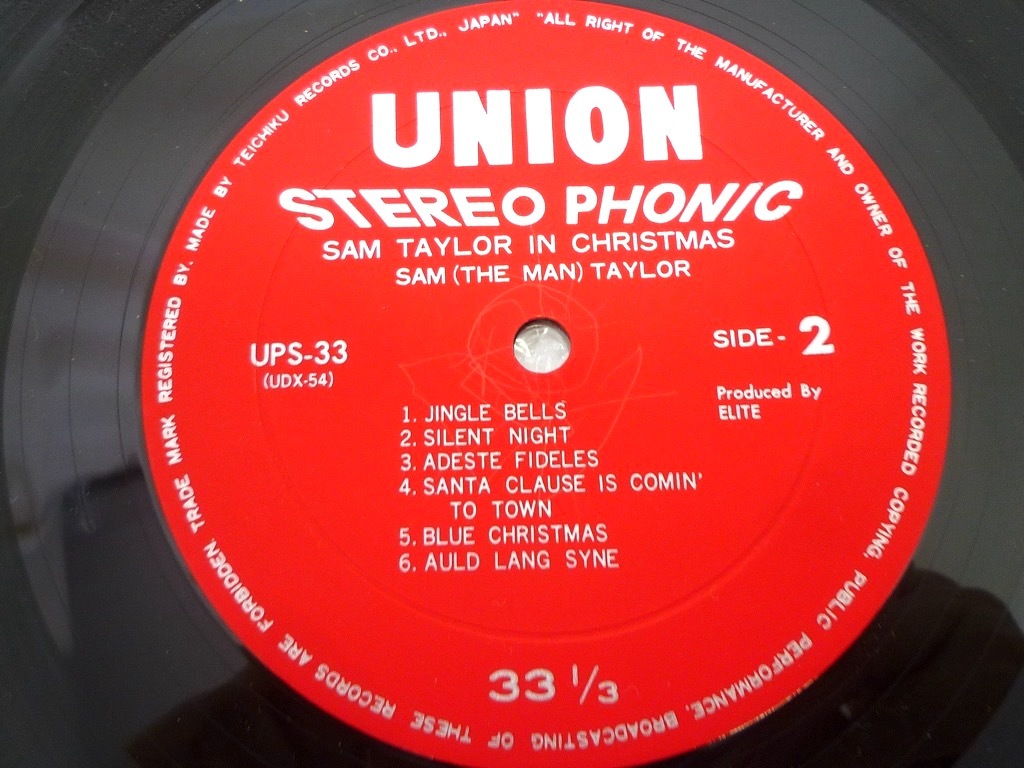 "ALL RIGHT OF THE MANUFACTURER AND OWNER OF THE WORK RECORDED COPYING, PUBLIC PERFORMANCE, BROADCASTING OF THESE RECORDS ARE FORBIDDEN, TRADE MARK REGISTERED BY. MADE BY TEICHIKU RECORDS CO., LTD., JAPAN"
UNION
STEREO PHONIC
SAM TAYLOR IN CHRISTMAS
SAM (THE MAN) TAYLOR
UPS-33
(UDX-54)
SIDE - 2
Produced By
ELITE
1. JINGLE BELLS
2. SILENT NIGHT
3. ADESTE FIDELES
4. SANTA CLAUSE IS COMIN'
TO TOWN
5. BLUE CHRISTMAS
6. AULD LANG SYNE
33 1/3